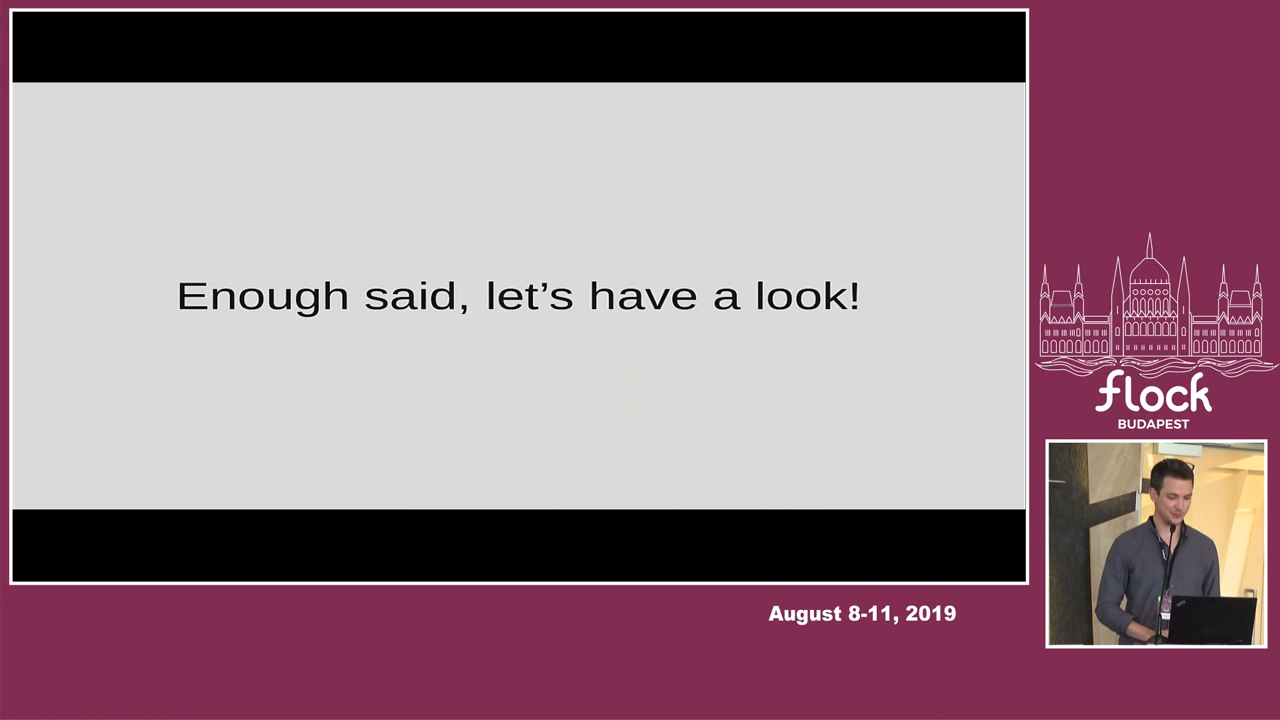 Enough said, let’s have a look!
flock
BUDAPEST
August 8-11, 2019